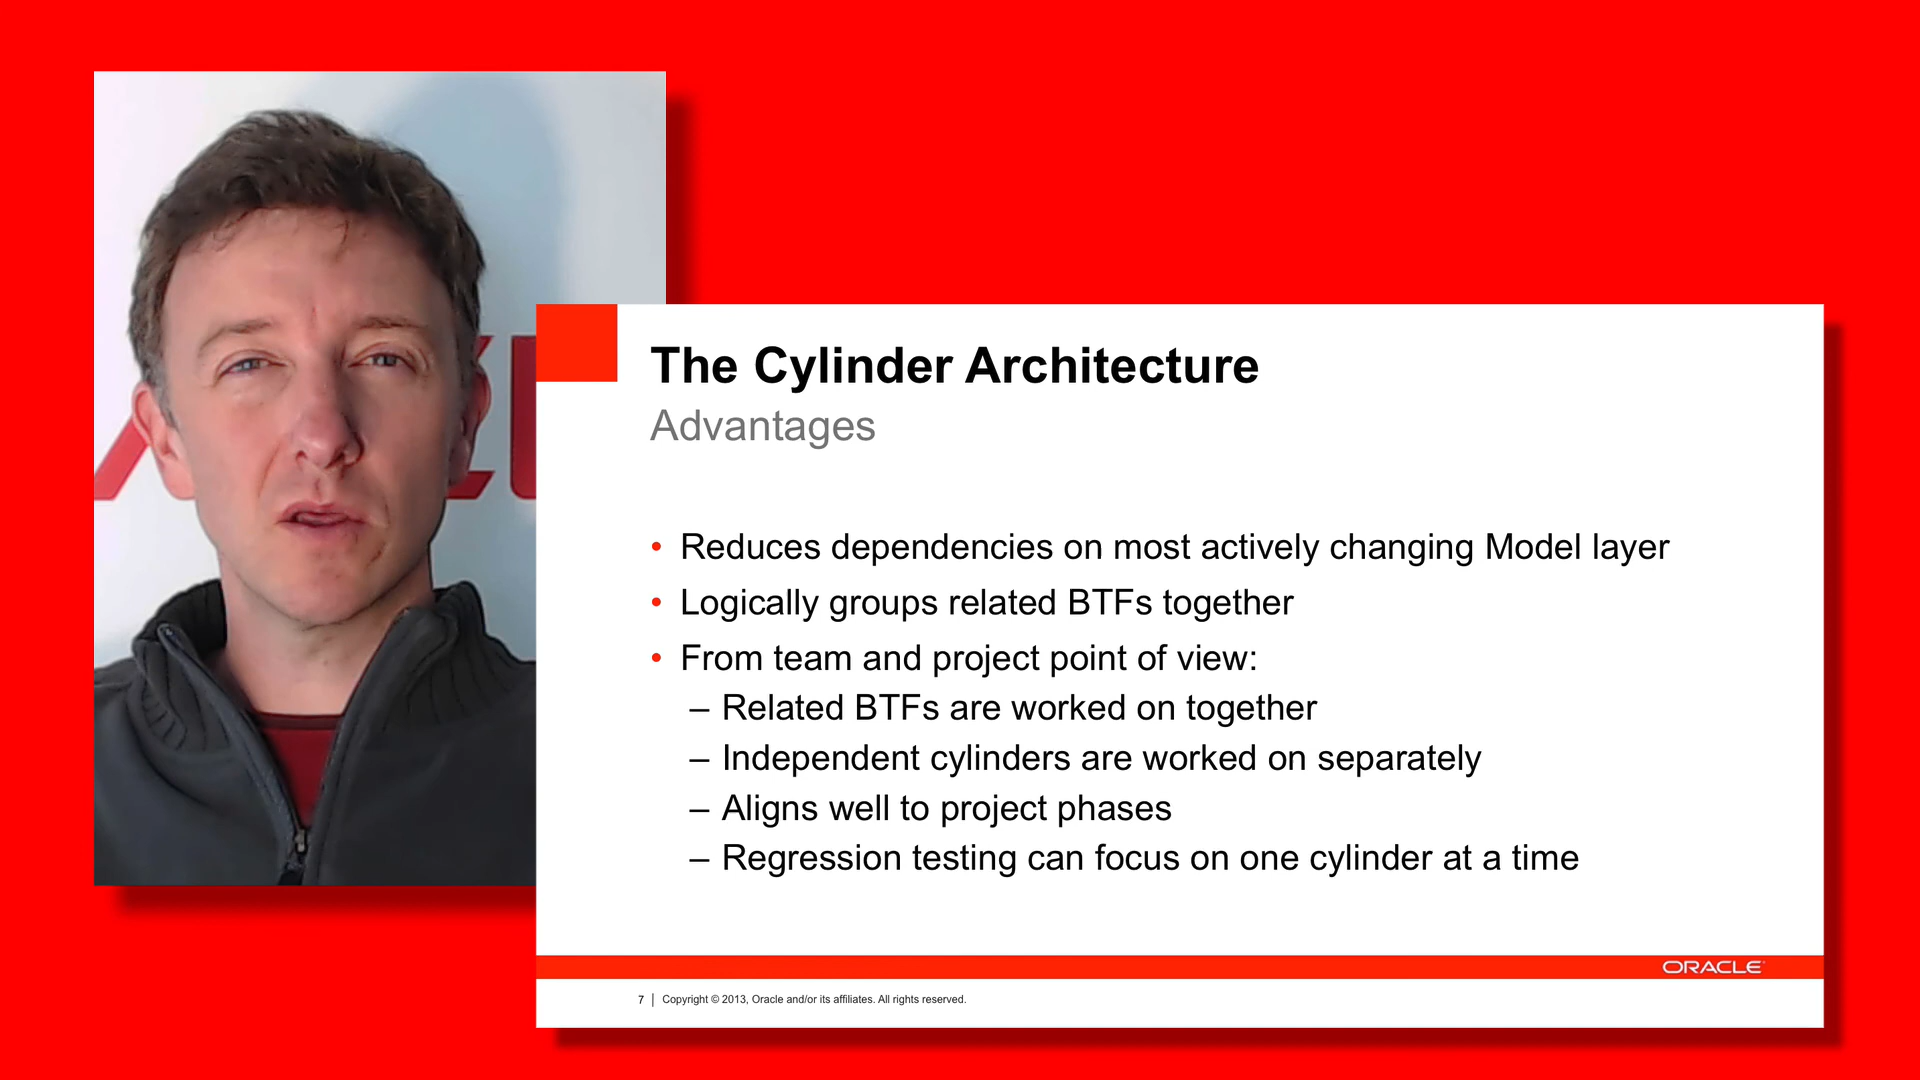 The Cylinder Architecture
Advantages
• Reduces dependencies on most actively changing Model layer
• Logically groups related BTFs together
• From team and project point of view:
– Related BTFs are worked on together
– Independent cylinders are worked on separately
– Aligns well to project phases
– Regression testing can focus on one cylinder at a time
ORACLE
7 | Copyright © 2013, Oracle and/or its affiliates. All rights reserved.